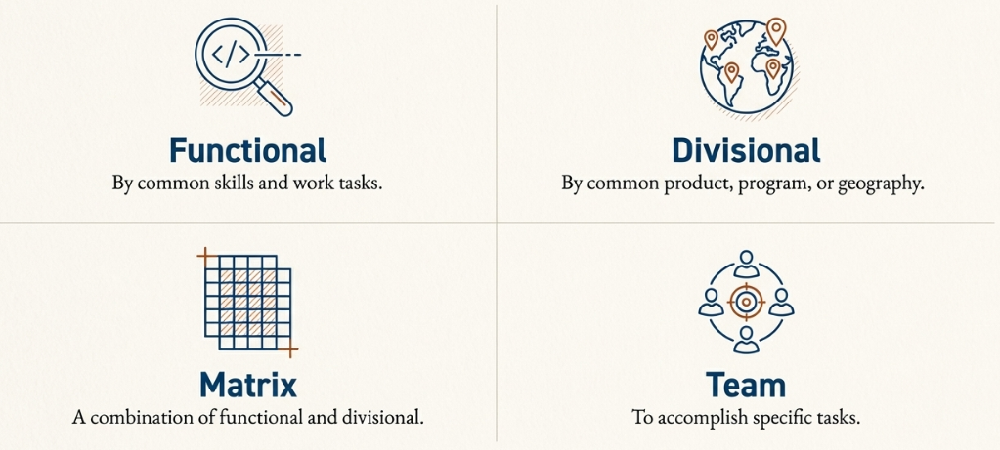 </>
Functional
By common skills and work tasks.
Divisional
By common product, program, or geography.
Matrix
A combination of functional and divisional.
Team
To accomplish specific tasks.